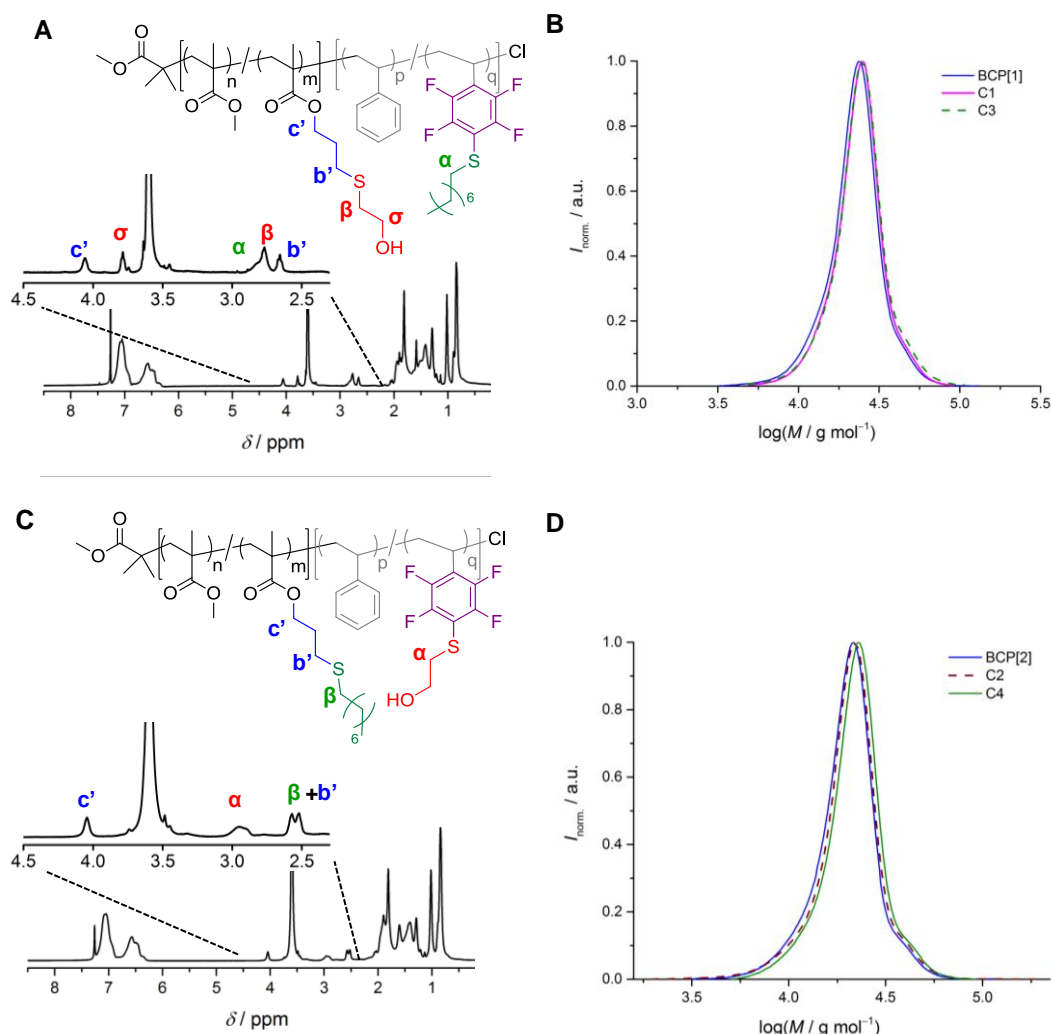 A
O
O
n
m
p
q
Cl
O
O
O
O
F
F
F
F
c'
b'
S
β
σ
OH
α
S
6
c'
σ
α
β
b'
4.5 4.0 3.5 3.0 2.5
8 7 6 5 4 3 2 1
δ / ppm
B
BCP[1]
C1
C3
I norm. / a.u.
1.0
0.8
0.6
0.4
0.2
0.0
3.0 3.5 4.0 4.5 5.0 5.5
log(M / g mol⁻¹)
C
O
O
n
m
p
q
Cl
O
O
O
O
F
F
F
F
c'
b'
S
β
6
α
S
HO
c'
α
β +b'
4.5 4.0 3.5 3.0 2.5
8 7 6 5 4 3 2 1
δ / ppm
D
BCP[2]
C2
C4
I norm. / a.u.
1.0
0.8
0.6
0.4
0.2
0.0
3.5 4.0 4.5 5.0
log(M / g mol⁻¹)